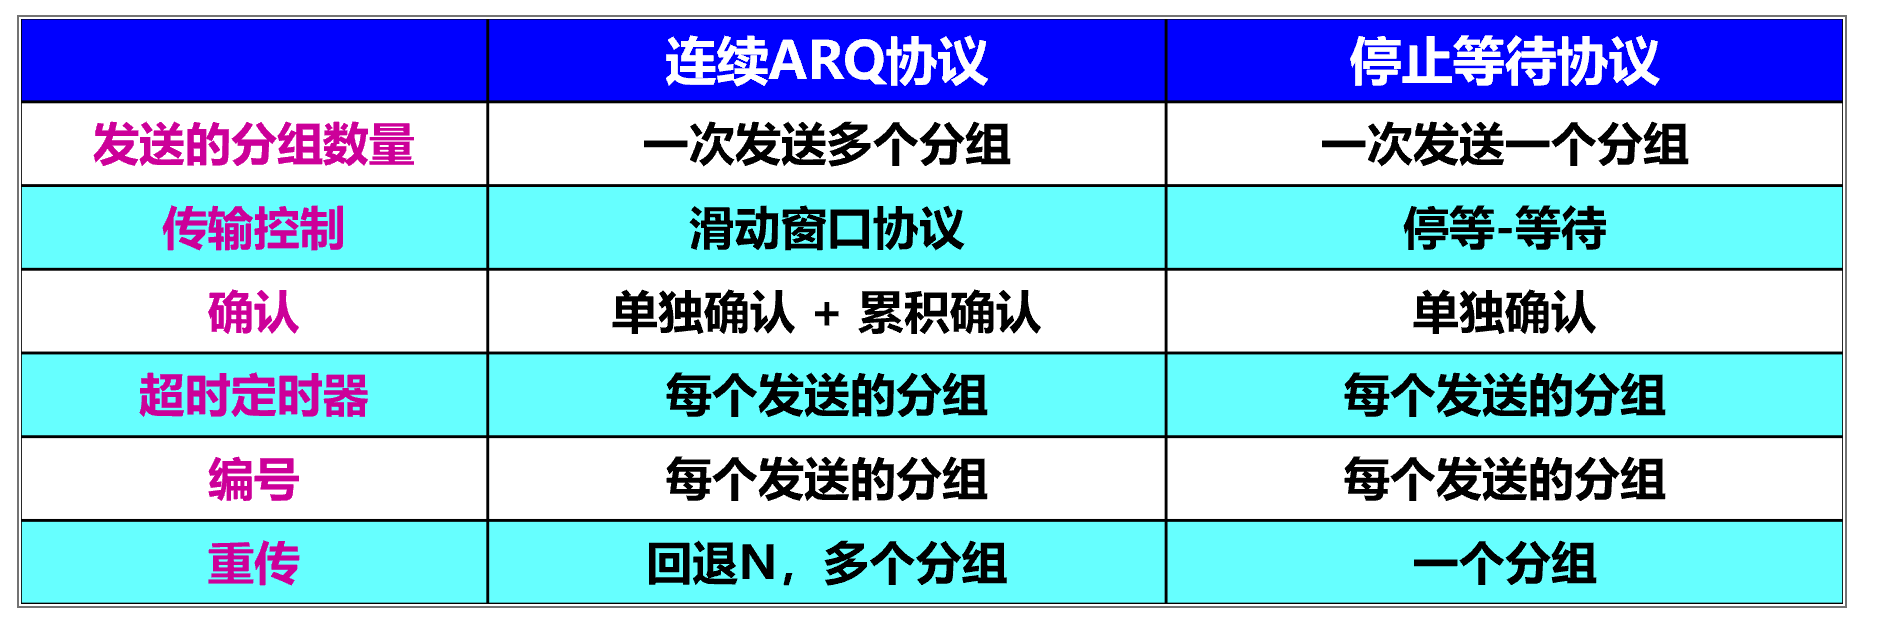 连续ARQ协议 停止等待协议
发送的分组数量 一次发送多个分组 一次发送一个分组
传输控制 滑动窗口协议 停等-等待
确认 单独确认 + 累积确认 单独确认
超时定时器 每个发送的分组 每个发送的分组
编号 每个发送的分组 每个发送的分组
重传 回退N，多个分组 一个分组